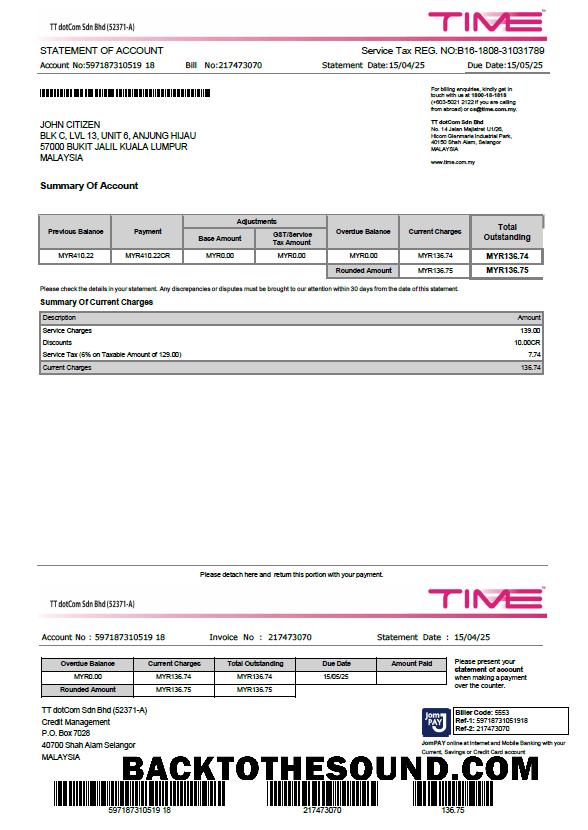 TT dotCom Sdn Bhd (52371-A)
TIME
STATEMENT OF ACCOUNT
Service Tax REG. NO:B16-1808-31031789
Account No:597187310519 18 Bill No:217473070 Statement Date:15/04/25 Due Date:15/05/25
For billing enquiries, kindly get in
touch with us at 1800-18-1818
(+603-5021 2122 if you are calling
from abroad) or cs@time.com.my.
TT dotCom Sdn Bhd
No. 14 Jalan Majistret U1/26,
Hicom Glenmarie Industrial Park,
40150 Shah Alam, Selangor
MALAYSIA
www.time.com.my
JOHN CITIZEN
BLK C, LVL 13, UNIT 6, ANJUNG HIJAU
57000 BUKIT JALIL KUALA LUMPUR
MALAYSIA
Summary Of Account
Previous Balance Payment Adjustments Overdue Balance Current Charges Total Outstanding
Base Amount GST/Service Tax Amount
MYR410.22 MYR410.22CR MYR0.00 MYR0.00 MYR0.00 MYR136.74 MYR136.74
Rounded Amount MYR136.75 MYR136.75
Please check the details in your statement. Any discrepancies or disputes must be brought to our attention within 30 days from the date of this statement.
Summary Of Current Charges
Description Amount
Service Charges 139.00
Discounts 10.00CR
Service Tax (6% on Taxable Amount of 129.00) 7.74
Current Charges 136.74
Please detach here and return this portion with your payment.
TT dotCom Sdn Bhd (52371-A)
TIME
Account No : 597187310519 18 Invoice No : 217473070 Statement Date : 15/04/25
Overdue Balance Current Charges Total Outstanding Due Date Amount Paid
MYR0.00 MYR136.74 MYR136.74 15/05/25
Rounded Amount MYR136.75 MYR136.75
Please present your
statement of account
when making a payment
over the counter.
TT dotCom Sdn Bhd (52371-A)
Credit Management
P.O. Box 7028
40700 Shah Alam Selangor
MALAYSIA
Jom
PAY
Biller Code: 5553
Ref-1: 59718731051918
Ref-2: 217473070
JomPAY online at Internet and Mobile Banking with your
Current, Savings or Credit Card account
BACKTOTHESOUND.COM
597187310519 18 217473070 136.75